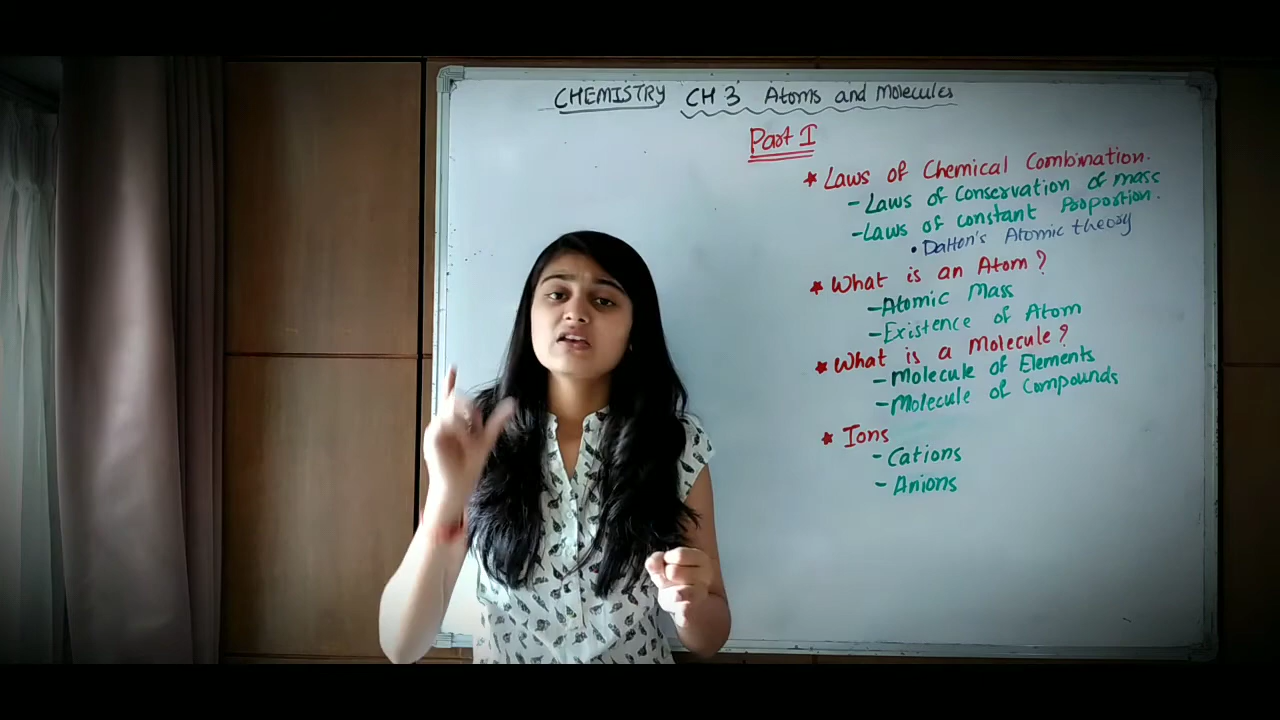 CHEMISTRY CH 3 Atoms and Molecules
Part I
* Laws of Chemical Combination.
- Laws of Conservation of mass
- Laws of constant Proportion.
• Dalton's Atomic theory
* What is an Atom?
- Atomic Mass
- Existence of Atom
* What is a Molecule?
- Molecule of Elements
- Molecule of Compounds
* Ions
- Cations
- Anions